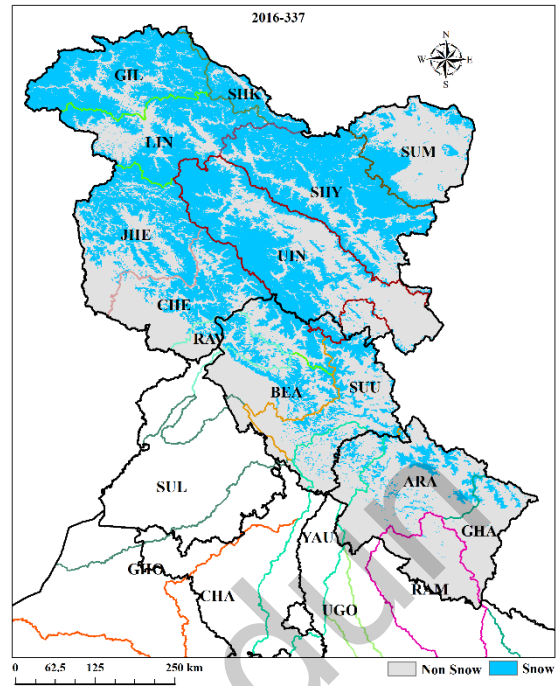 2016-337
N
W E
S
GIL
SHK
LIN
SUM
SHY
JHE
UIN
CHE
RAV
BEA
SUU
ARA
SUL
GHA
YAU
GHO
CHA
RAM
UGO
0 62.5 125 250 km
Non Snow Snow